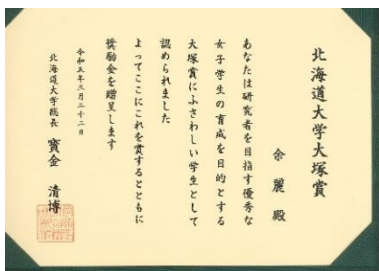 北海道大学大塚賞
余麗殿
あなたは研究者を目指す優秀な
女子学生の育成を目的とする
大塚賞にふさわしい学生として
認められました
よってここにこれを賞するとともに
奨励金を贈呈します
令和五年三月二十二日
北海道大学総長 寳金清博